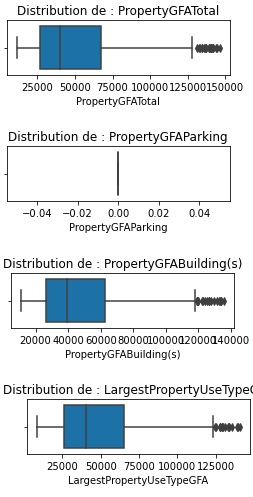 Distribution de : PropertyGFATotal
25000 50000 75000 100000 125000 150000
PropertyGFATotal
Distribution de : PropertyGFAParking
−0.04 −0.02 0.00 0.02 0.04
PropertyGFAParking
Distribution de : PropertyGFABuilding(s)
20000 40000 60000 80000 100000 120000 140000
PropertyGFABuilding(s)
Distribution de : LargestPropertyUseTypeG
25000 50000 75000 100000 125000
LargestPropertyUseTypeGFA